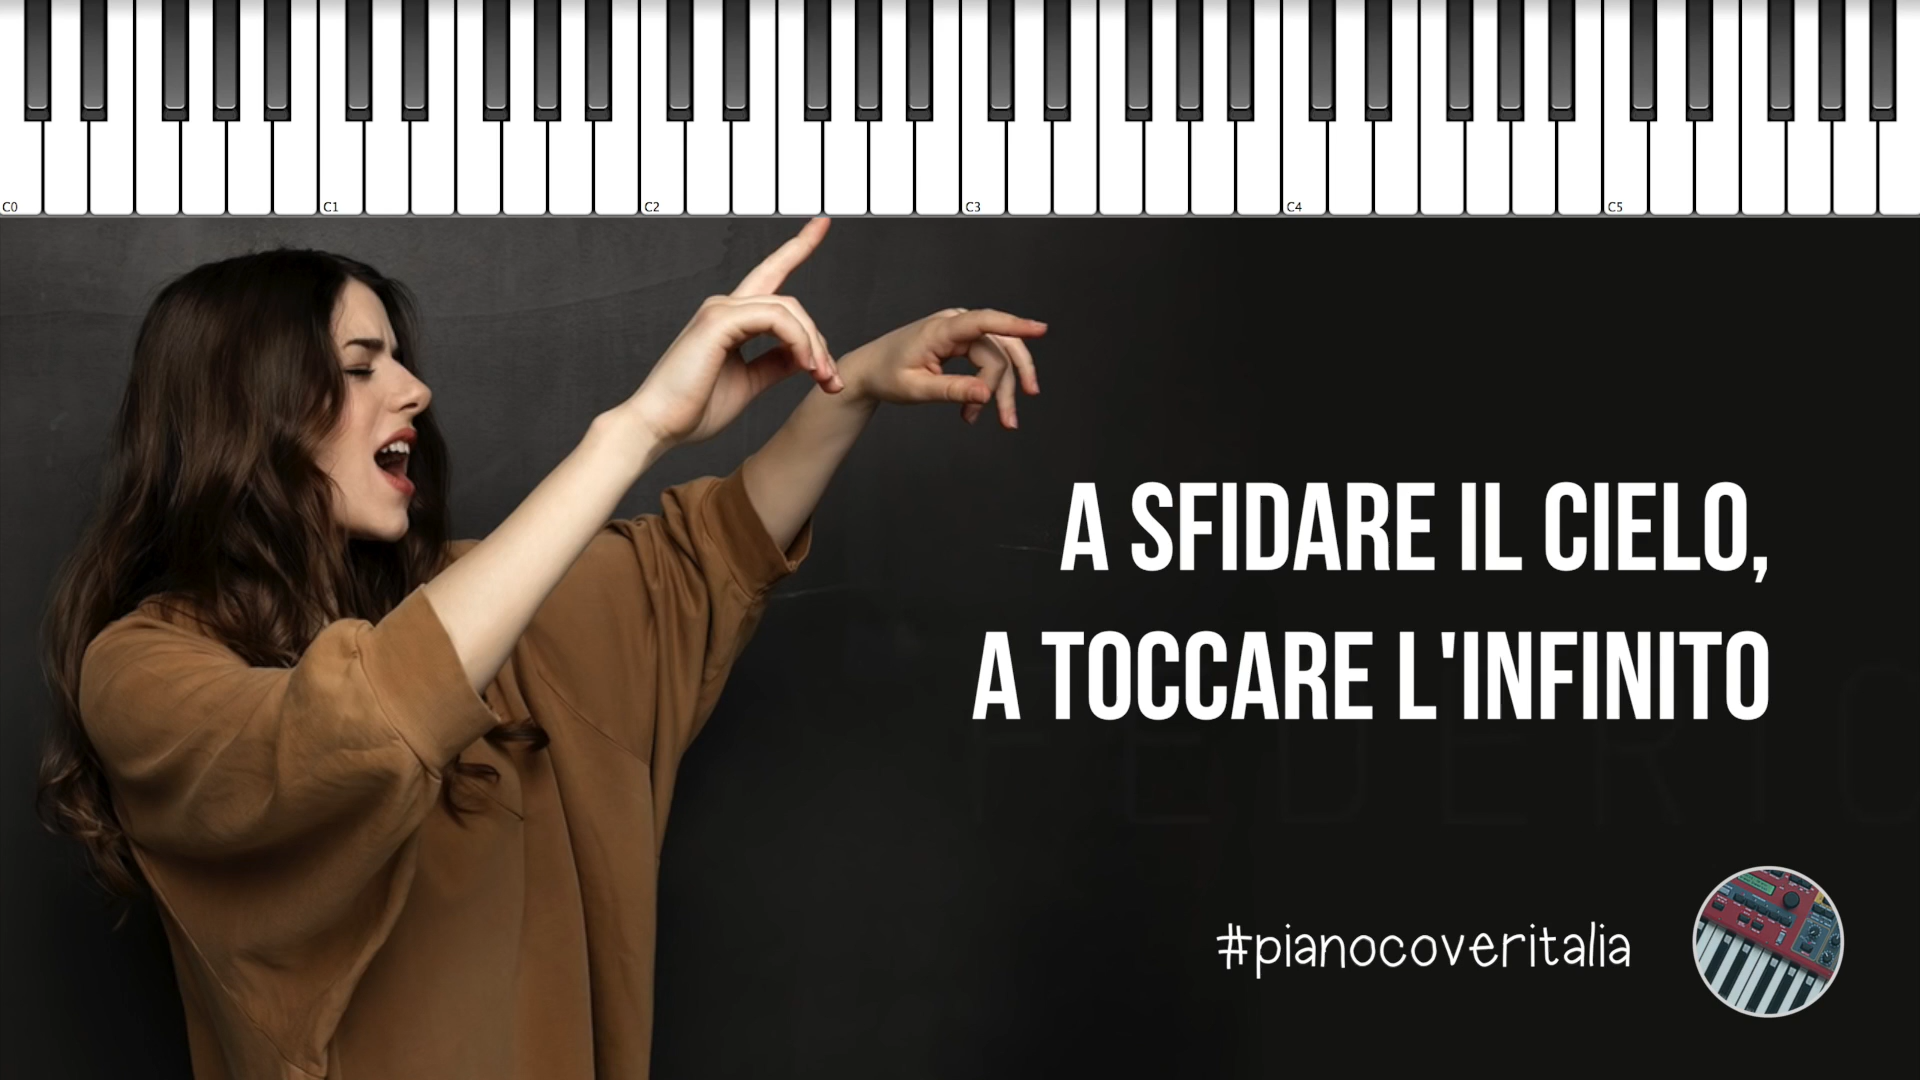 C0 C1 C2 C3 C4 C5
A SFIDARE IL CIELO,
A TOCCARE L'INFINITO
#pianocoveritalia